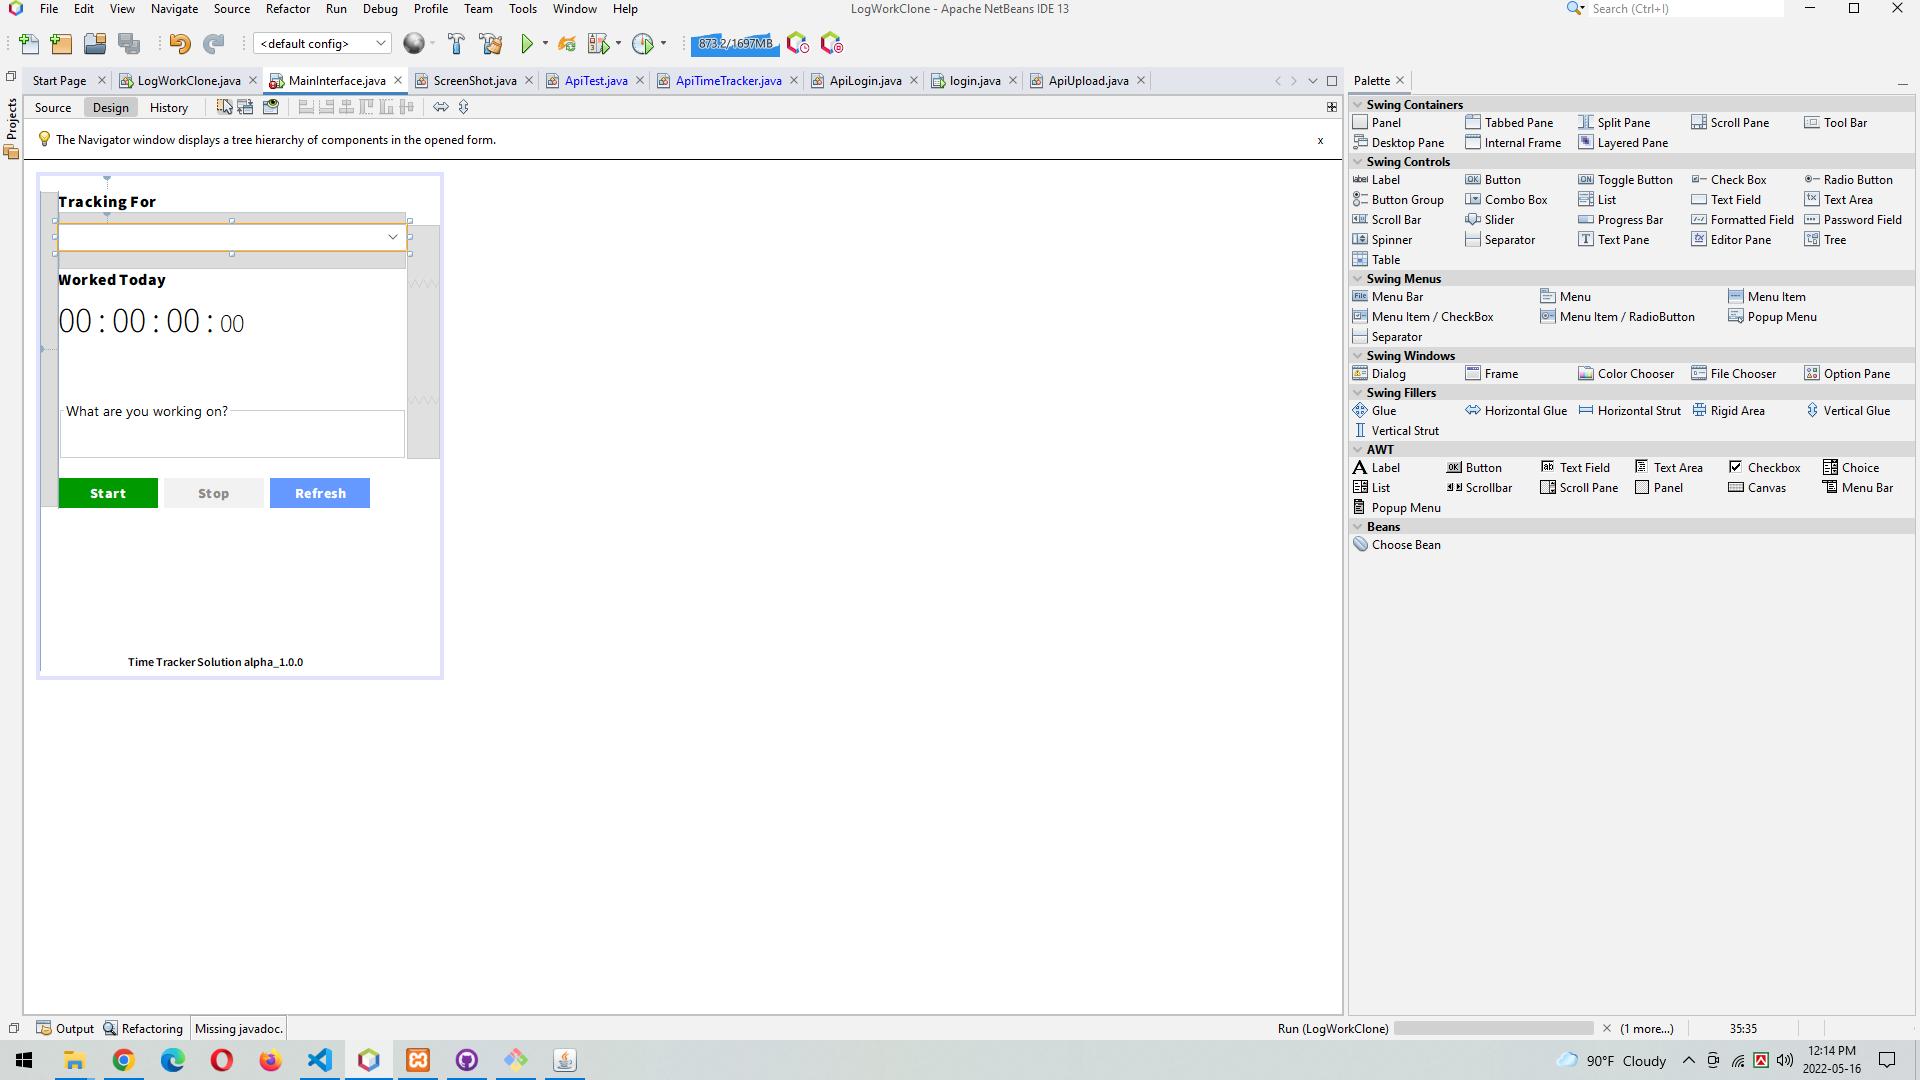 File Edit View Navigate Source Refactor Run Debug Profile Team Tools Window Help
LogWorkClone - Apache NetBeans IDE 13
Search (Ctrl+I)
<default config>
873.2/1697MB
Start Page
LogWorkClone.java
MainInterface.java
ScreenShot.java
ApiTest.java
ApiTimeTracker.java
ApiLogin.java
login.java
ApiUpload.java
Palette
Projects
Source Design History
The Navigator window displays a tree hierarchy of components in the opened form.
x
Tracking For
Worked Today
00 : 00 : 00 : 00
What are you working on?
Start Stop Refresh
Time Tracker Solution alpha_1.0.0
Swing Containers
Panel Tabbed Pane Split Pane Scroll Pane Tool Bar
Desktop Pane Internal Frame Layered Pane
Swing Controls
label Label OK Button ON Toggle Button Check Box Radio Button
Button Group Combo Box List Text Field Text Area
Scroll Bar Slider Progress Bar Formatted Field Password Field
Spinner Separator Text Pane Editor Pane Tree
Table
Swing Menus
File Menu Bar Menu Menu Item
Menu Item / CheckBox Menu Item / RadioButton Popup Menu
Separator
Swing Windows
Dialog Frame Color Chooser File Chooser Option Pane
Swing Fillers
Glue Horizontal Glue Horizontal Strut Rigid Area Vertical Glue
Vertical Strut
AWT
A Label OK Button Text Field Text Area Checkbox Choice
List Scrollbar Scroll Pane Panel Canvas Menu Bar
Popup Menu
Beans
Choose Bean
Output Refactoring Missing javadoc.
Run (LogWorkClone)
(1 more...)
35:35
90°F Cloudy
12:14 PM
2022-05-16